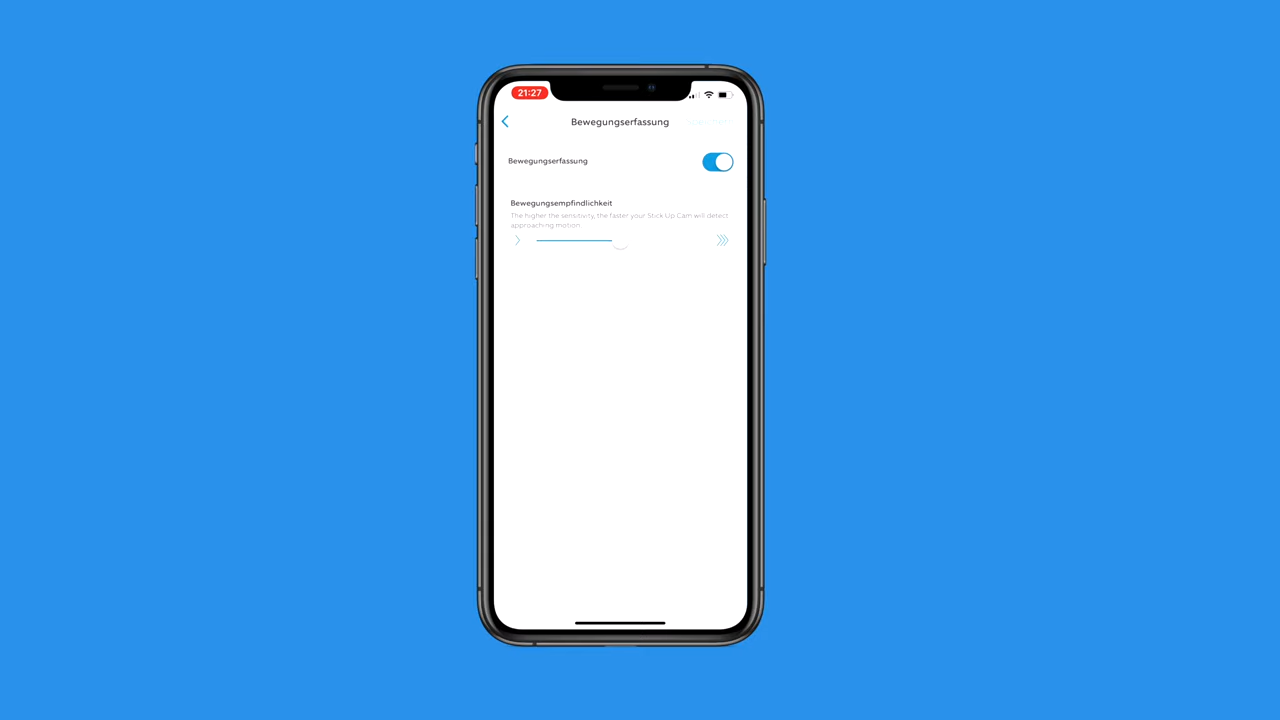 21:27
Bewegungserfassung
Bewegungserfassung
Bewegungsempfindlichkeit
The higher the sensitivity, the faster your Stick Up Cam will detect
approaching motion.